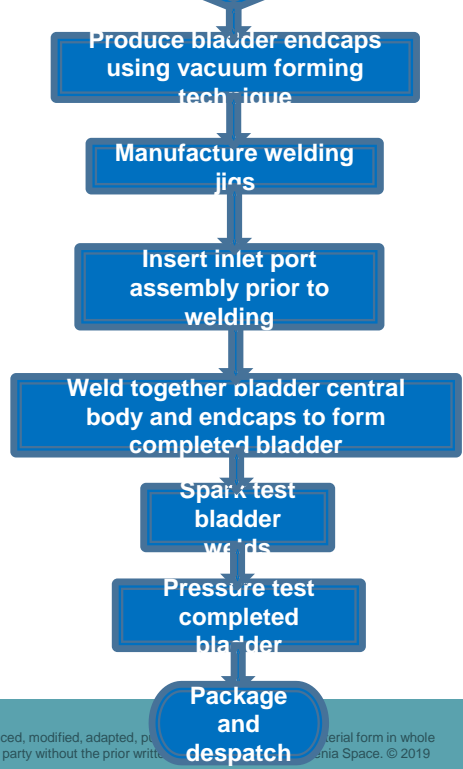 Produce bladder endcaps
using vacuum forming
technique
Manufacture welding
jigs
Insert inlet port
assembly prior to
welding
Weld together bladder central
body and endcaps to form
completed bladder
Spark test
bladder
welds
Pressure test
completed
bladder
Package
and
despatch
ced, modified, adapted, terial form in whole
party without the prior Space. © 2019